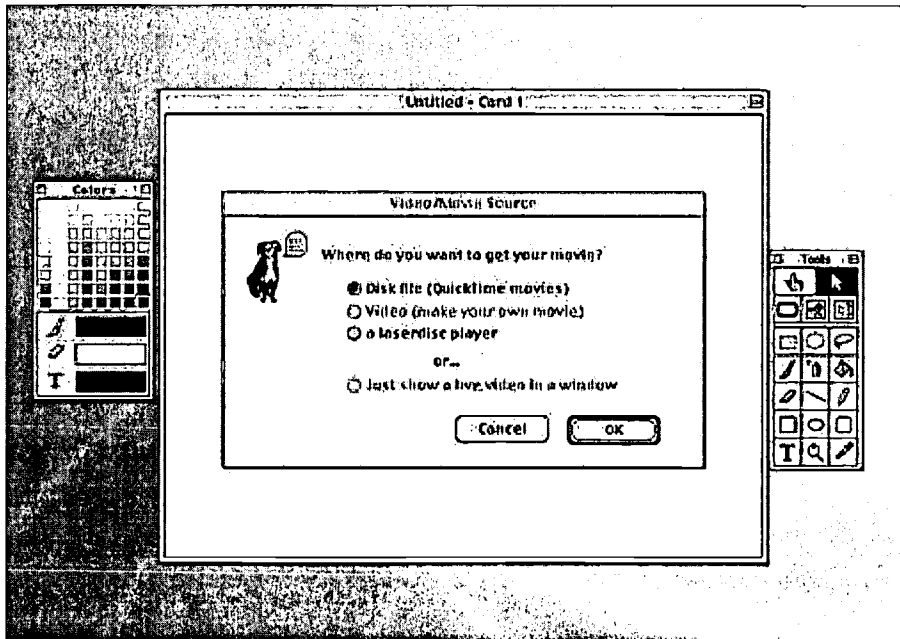 Untitled - Card 1
Colors
Video/Movie Source
Where do you want to get your movie?
Disk file (Quicktime movies)
Video (make your own movie)
a laserdisc player
or...
Just show a live video in a window
Cancel
OK
Tools
T
T